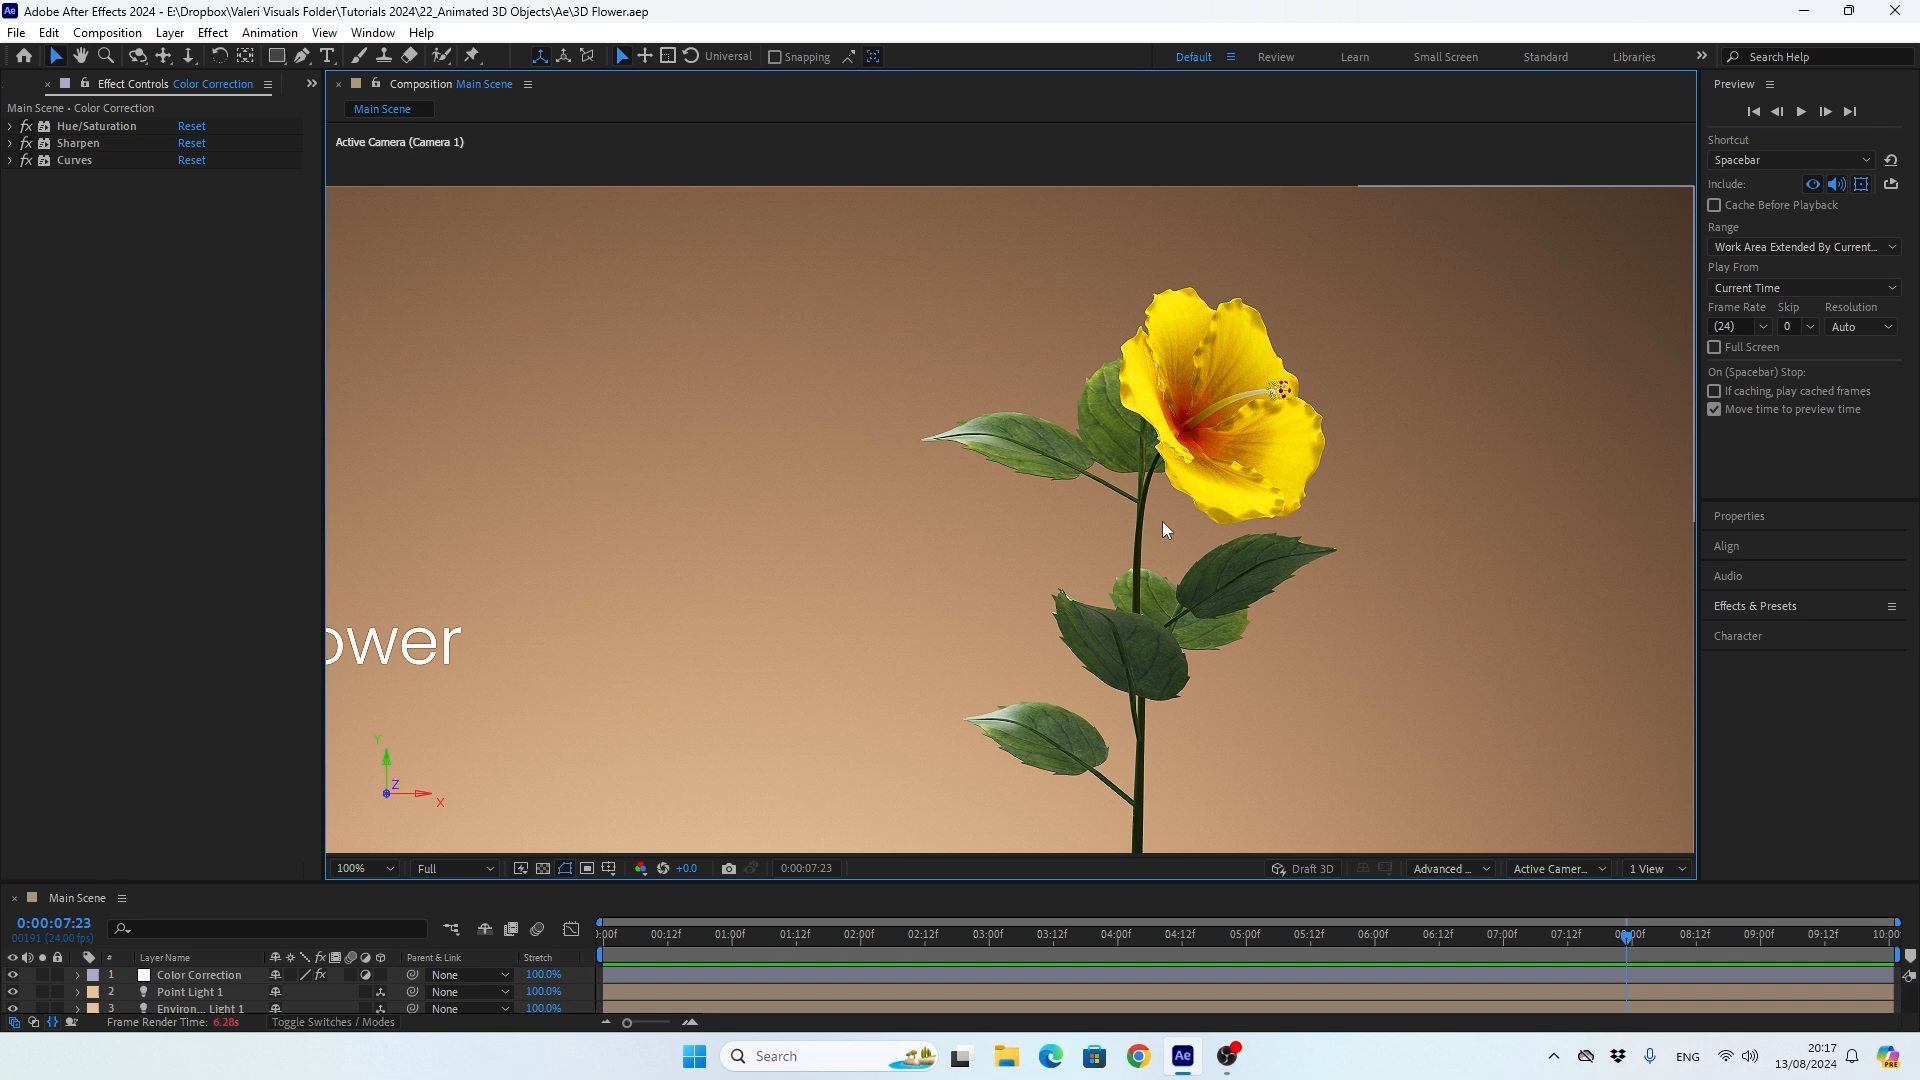 Adobe After Effects 2024 - E:\Dropbox\Valeri Visuals Folder\Tutorials 2024\22_Animated 3D Objects\Ae\3D Flower.aep
File Edit Composition Layer Effect Animation View Window Help
Universal Snapping Default Review Learn Small Screen Standard Libraries Search Help
Effect Controls Color Correction
Main Scene • Color Correction
fx Hue/Saturation Reset
fx Sharpen Reset
fx Curves Reset
Composition Main Scene
Main Scene
Active Camera (Camera 1)
ower
Y
Z
X
100% Full +0.0 0:00:07:23 Draft 3D Advanced ... Active Camer... 1 View
Preview
Shortcut
Spacebar
Include:
Cache Before Playback
Range
Work Area Extended By Current...
Play From
Current Time
Frame Rate Skip Resolution
(24) 0 Auto
Full Screen
On (Spacebar) Stop:
If caching, play cached frames
Move time to preview time
Properties
Align
Audio
Effects & Presets
Character
Main Scene
0:00:07:23
00191 (24.00 fps)
:00f 00:12f 01:00f 01:12f 02:00f 02:12f 03:00f 03:12f 04:00f 04:12f 05:00f 05:12f 06:00f 06:12f 07:00f 07:12f 08:12f 09:00f 09:12f 10:00
# Layer Name fx Parent & Link Stretch
1 Color Correction fx None 100.0%
2 Point Light 1 None 100.0%
3 Environ... Light 1 None 100.0%
Frame Render Time: 6.28s Toggle Switches / Modes
Search
Ae
ENG
20:17
13/08/2024
PRE